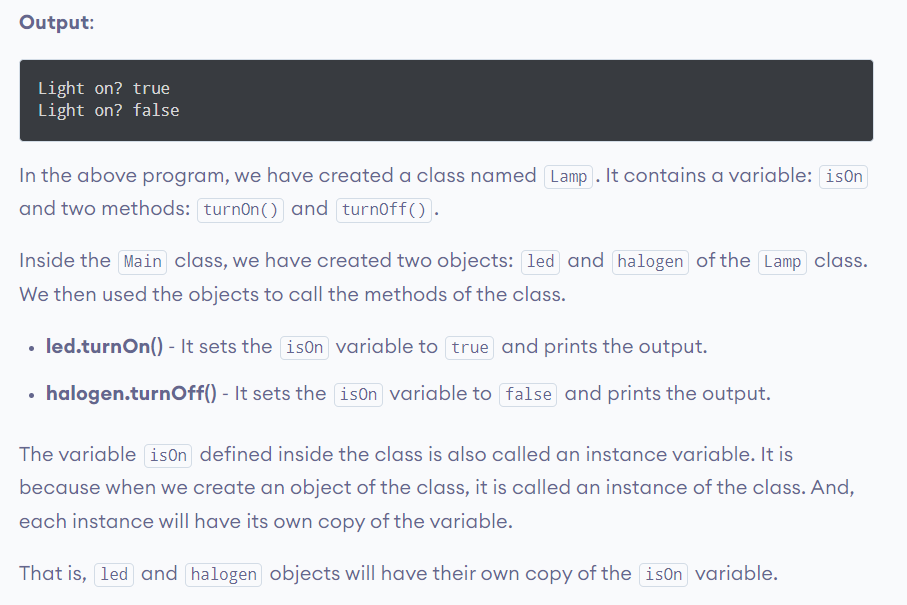 Output:
Light on? true
Light on? false
In the above program, we have created a class named Lamp. It contains a variable: isOn
and two methods: turnOn() and turnOff().
Inside the Main class, we have created two objects: led and halogen of the Lamp class.
We then used the objects to call the methods of the class.
• led.turnOn() - It sets the isOn variable to true and prints the output.
• halogen.turnOff() - It sets the isOn variable to false and prints the output.
The variable isOn defined inside the class is also called an instance variable. It is
because when we create an object of the class, it is called an instance of the class. And,
each instance will have its own copy of the variable.
That is, led and halogen objects will have their own copy of the isOn variable.